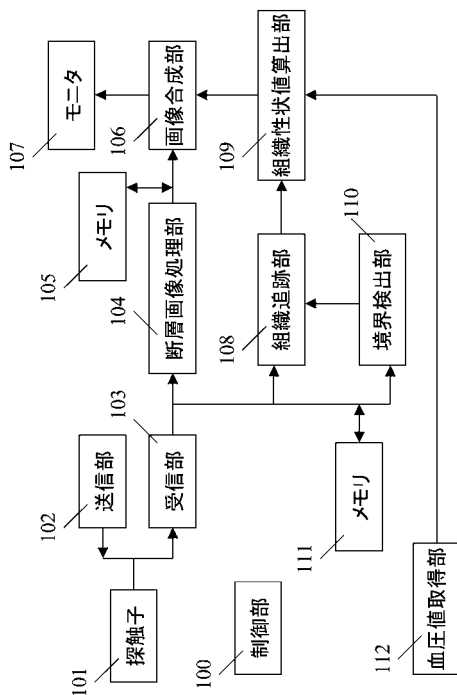 101
探触子
102
送信部
103
受信部
104
断層画像処理部
105
メモリ
106
画像合成部
107
モニタ
108
組織追跡部
109
組織性状値算出部
110
境界検出部
111
メモリ
100
制御部
112
血圧値取得部